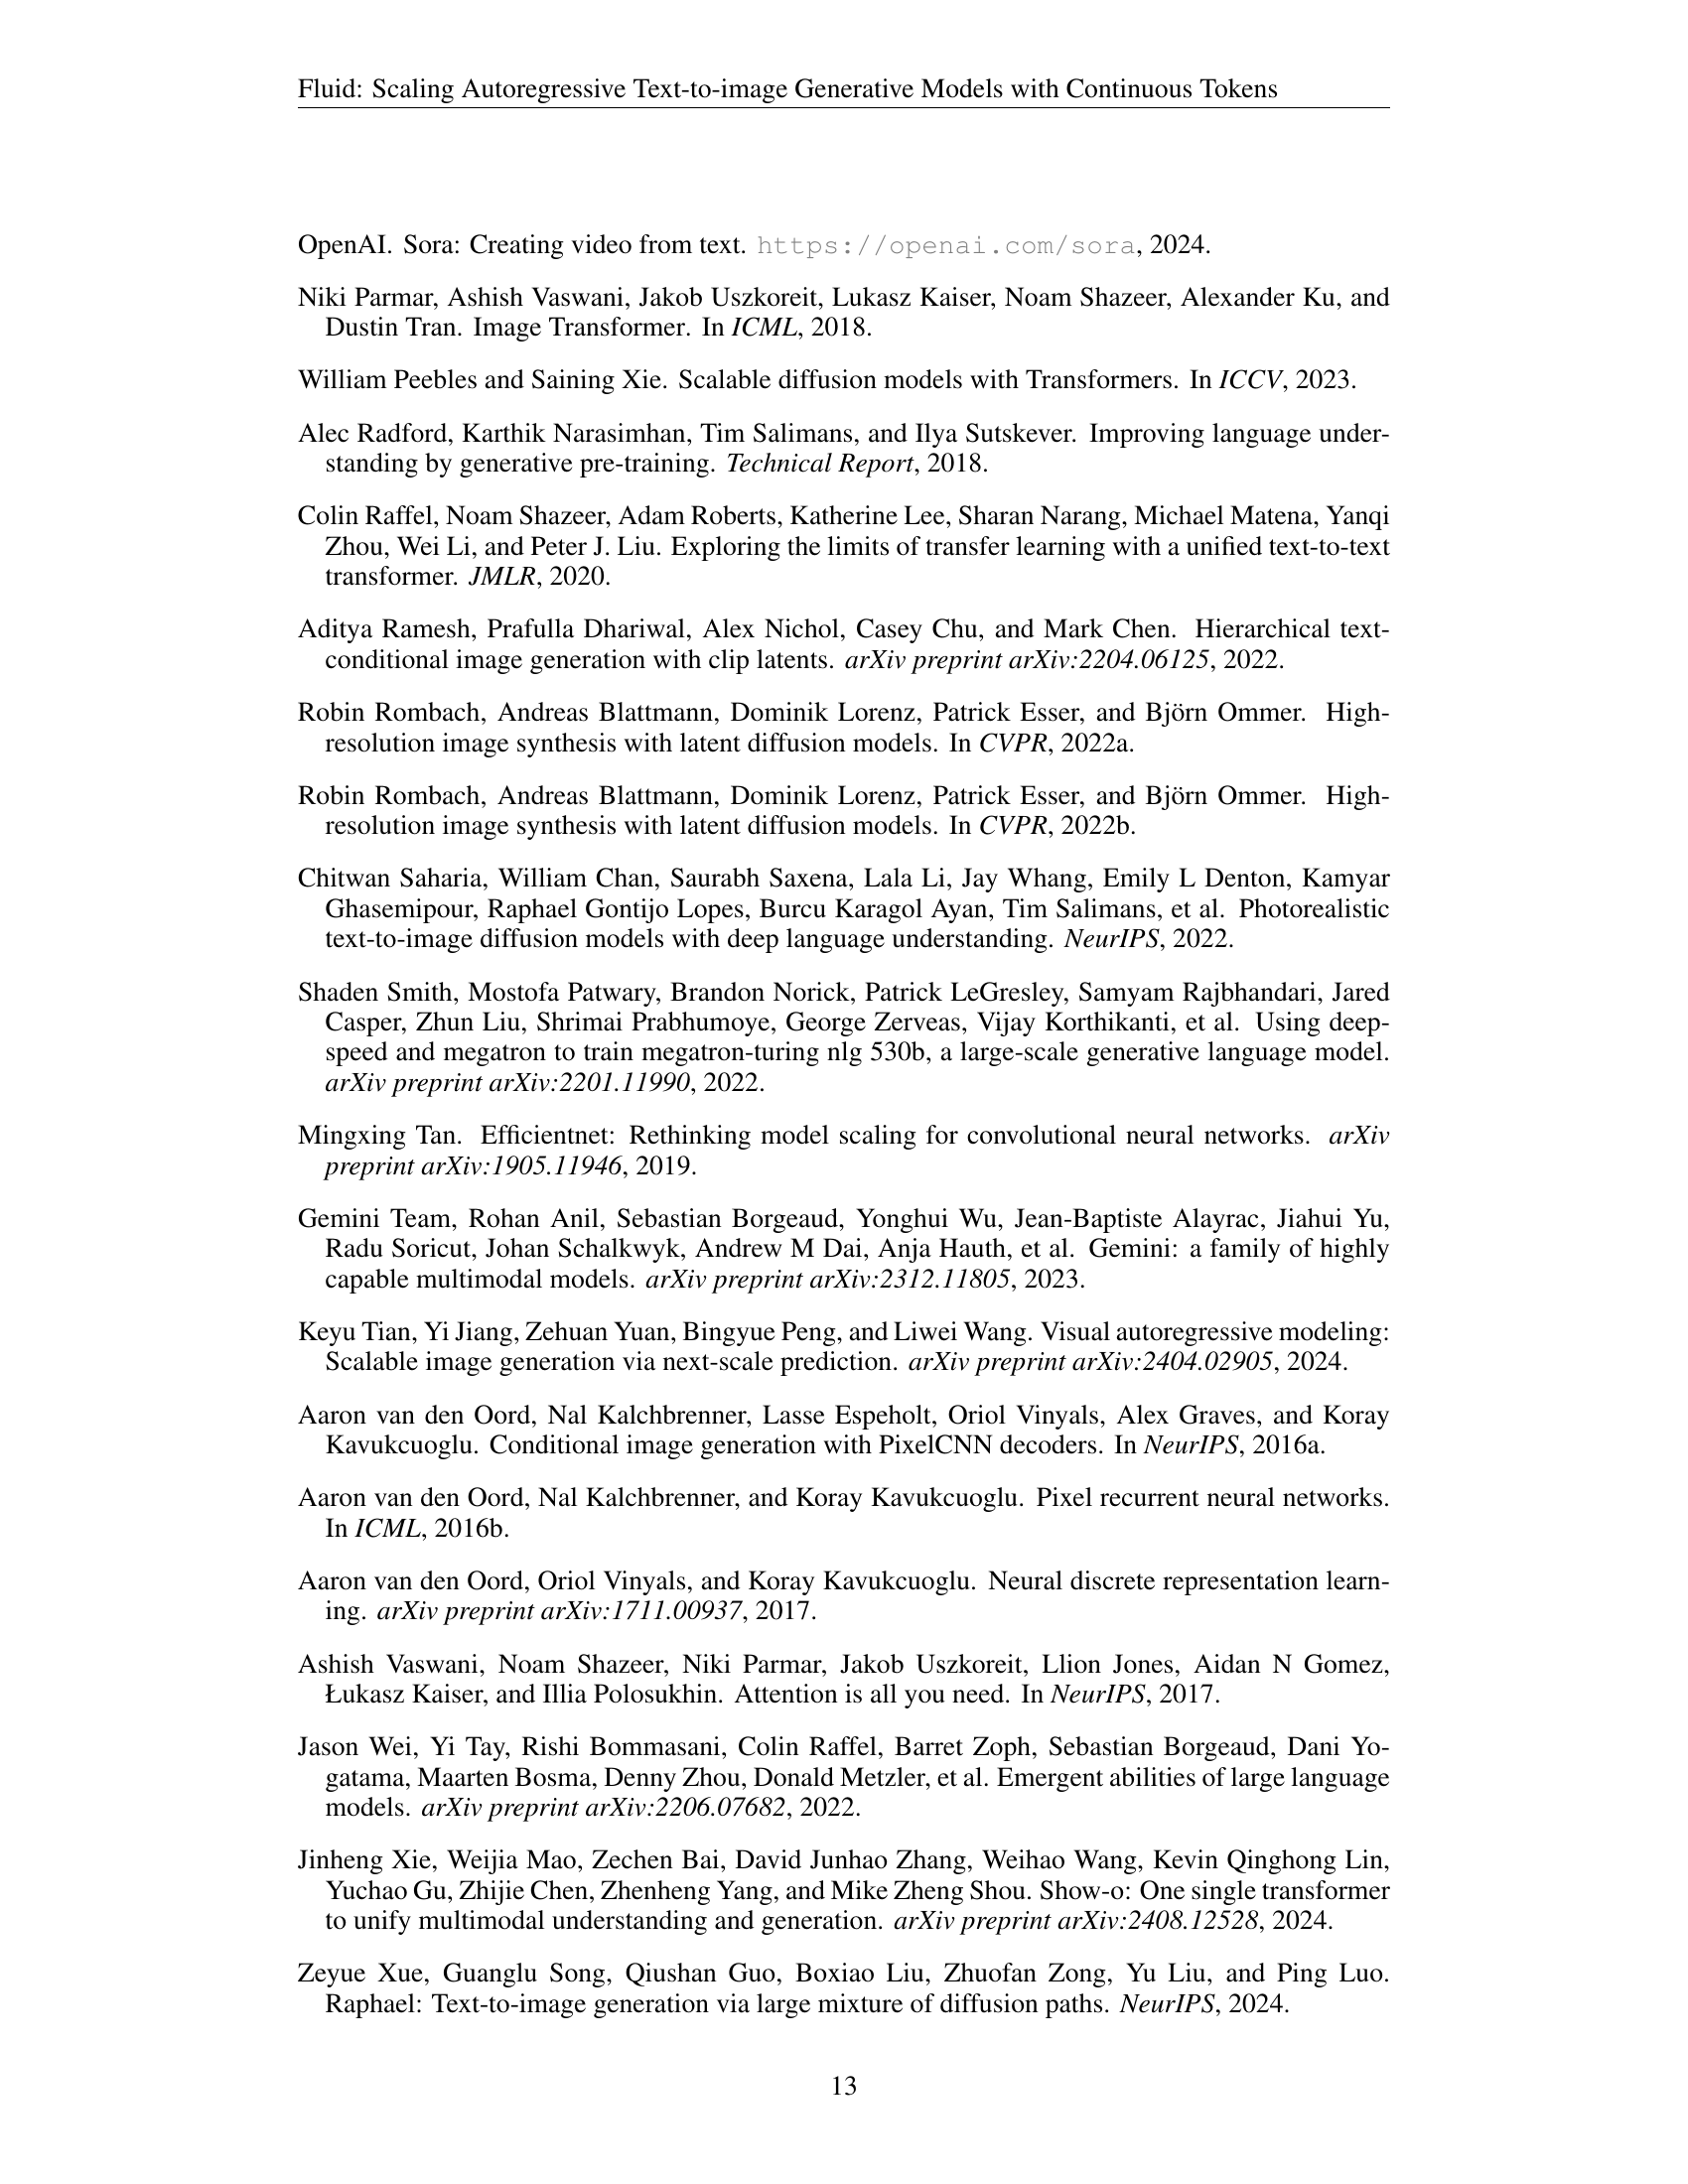 Fluid: Scaling Autoregressive Text-to-image Generative Models with Continuous Tokens
OpenAI. Sora: Creating video from text. https://openai.com/sora, 2024.
Niki Parmar, Ashish Vaswani, Jakob Uszkoreit, Lukasz Kaiser, Noam Shazeer, Alexander Ku, and
Dustin Tran. Image Transformer. In ICML, 2018.
William Peebles and Saining Xie. Scalable diffusion models with Transformers. In ICCV, 2023.
Alec Radford, Karthik Narasimhan, Tim Salimans, and Ilya Sutskever. Improving language under-
standing by generative pre-training. Technical Report, 2018.
Colin Raffel, Noam Shazeer, Adam Roberts, Katherine Lee, Sharan Narang, Michael Matena, Yanqi
Zhou, Wei Li, and Peter J. Liu. Exploring the limits of transfer learning with a unified text-to-text
transformer. JMLR, 2020.
Aditya Ramesh, Prafulla Dhariwal, Alex Nichol, Casey Chu, and Mark Chen. Hierarchical text-
conditional image generation with clip latents. arXiv preprint arXiv:2204.06125, 2022.
Robin Rombach, Andreas Blattmann, Dominik Lorenz, Patrick Esser, and Björn Ommer. High-
resolution image synthesis with latent diffusion models. In CVPR, 2022a.
Robin Rombach, Andreas Blattmann, Dominik Lorenz, Patrick Esser, and Björn Ommer. High-
resolution image synthesis with latent diffusion models. In CVPR, 2022b.
Chitwan Saharia, William Chan, Saurabh Saxena, Lala Li, Jay Whang, Emily L Denton, Kamyar
Ghasemipour, Raphael Gontijo Lopes, Burcu Karagol Ayan, Tim Salimans, et al. Photorealistic
text-to-image diffusion models with deep language understanding. NeurIPS, 2022.
Shaden Smith, Mostofa Patwary, Brandon Norick, Patrick LeGresley, Samyam Rajbhandari, Jared
Casper, Zhun Liu, Shrimai Prabhumoye, George Zerveas, Vijay Korthikanti, et al. Using deep-
speed and megatron to train megatron-turing nlg 530b, a large-scale generative language model.
arXiv preprint arXiv:2201.11990, 2022.
Mingxing Tan. Efficientnet: Rethinking model scaling for convolutional neural networks. arXiv
preprint arXiv:1905.11946, 2019.
Gemini Team, Rohan Anil, Sebastian Borgeaud, Yonghui Wu, Jean-Baptiste Alayrac, Jiahui Yu,
Radu Soricut, Johan Schalkwyk, Andrew M Dai, Anja Hauth, et al. Gemini: a family of highly
capable multimodal models. arXiv preprint arXiv:2312.11805, 2023.
Keyu Tian, Yi Jiang, Zehuan Yuan, Bingyue Peng, and Liwei Wang. Visual autoregressive modeling:
Scalable image generation via next-scale prediction. arXiv preprint arXiv:2404.02905, 2024.
Aaron van den Oord, Nal Kalchbrenner, Lasse Espeholt, Oriol Vinyals, Alex Graves, and Koray
Kavukcuoglu. Conditional image generation with PixelCNN decoders. In NeurIPS, 2016a.
Aaron van den Oord, Nal Kalchbrenner, and Koray Kavukcuoglu. Pixel recurrent neural networks.
In ICML, 2016b.
Aaron van den Oord, Oriol Vinyals, and Koray Kavukcuoglu. Neural discrete representation learn-
ing. arXiv preprint arXiv:1711.00937, 2017.
Ashish Vaswani, Noam Shazeer, Niki Parmar, Jakob Uszkoreit, Llion Jones, Aidan N Gomez,
Łukasz Kaiser, and Illia Polosukhin. Attention is all you need. In NeurIPS, 2017.
Jason Wei, Yi Tay, Rishi Bommasani, Colin Raffel, Barret Zoph, Sebastian Borgeaud, Dani Yo-
gatama, Maarten Bosma, Denny Zhou, Donald Metzler, et al. Emergent abilities of large language
models. arXiv preprint arXiv:2206.07682, 2022.
Jinheng Xie, Weijia Mao, Zechen Bai, David Junhao Zhang, Weihao Wang, Kevin Qinghong Lin,
Yuchao Gu, Zhijie Chen, Zhenheng Yang, and Mike Zheng Shou. Show-o: One single transformer
to unify multimodal understanding and generation. arXiv preprint arXiv:2408.12528, 2024.
Zeyue Xue, Guanglu Song, Qiushan Guo, Boxiao Liu, Zhuofan Zong, Yu Liu, and Ping Luo.
Raphael: Text-to-image generation via large mixture of diffusion paths. NeurIPS, 2024.
13